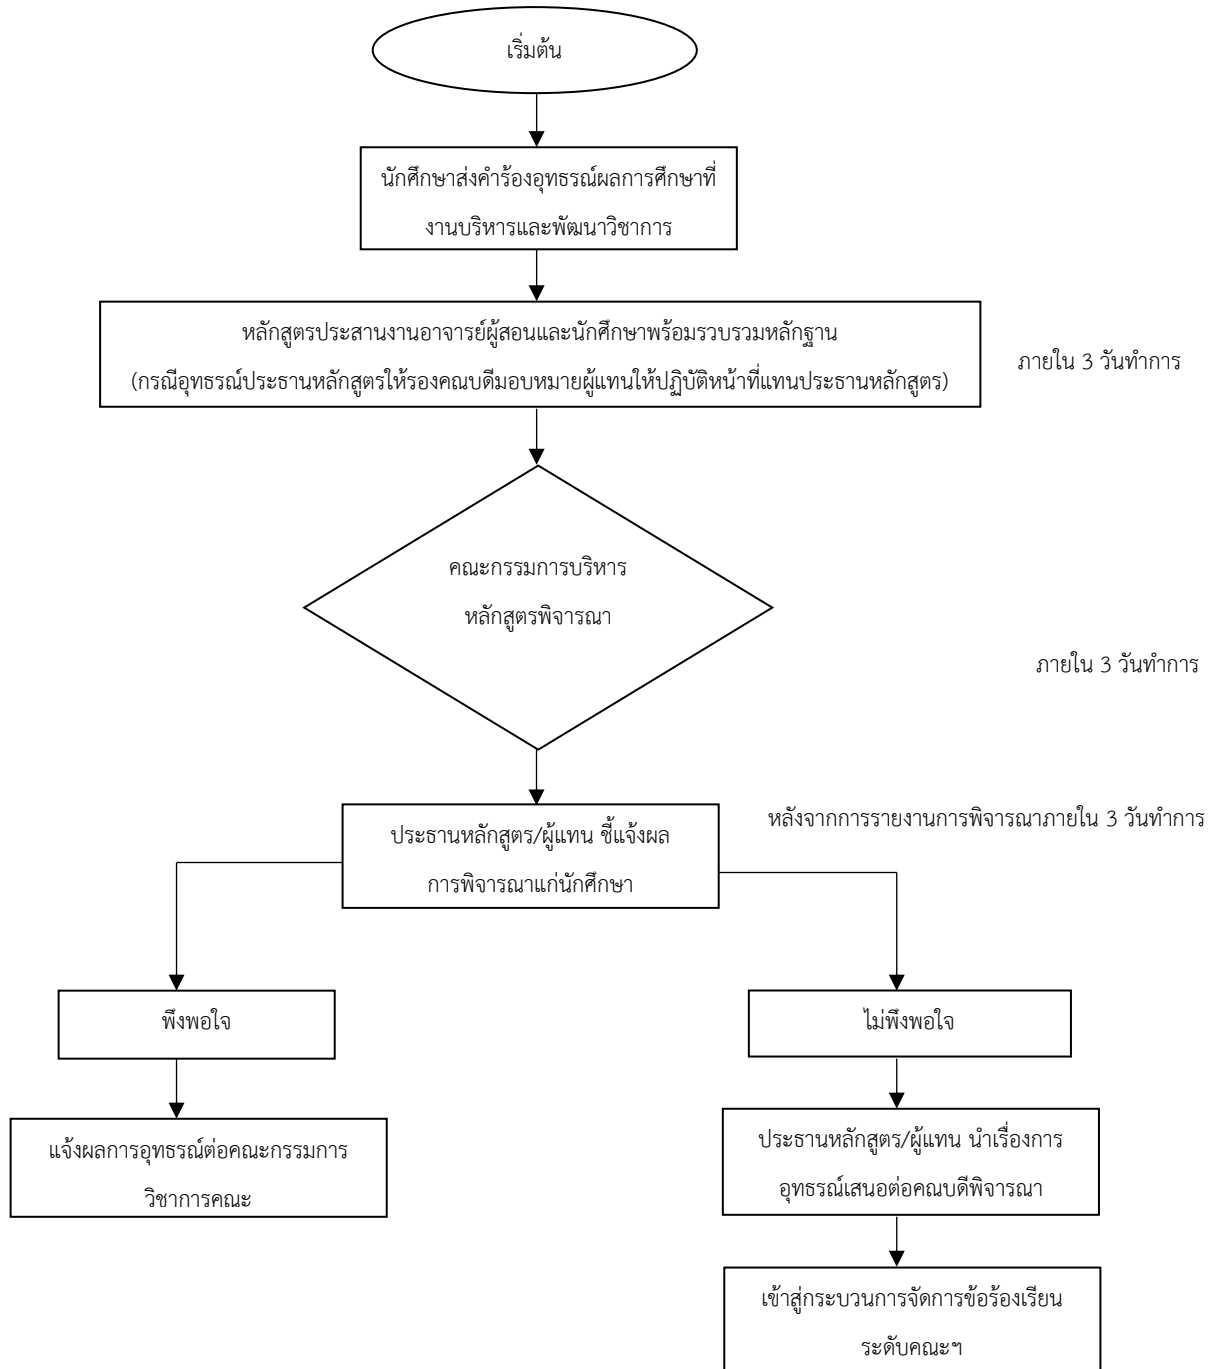 เริ่มต้น
นักศึกษาส่งคำร้องอุทธรณ์ผลการศึกษาที่
งานบริหารและพัฒนาวิชาการ
หลักสูตรประสานงานอาจารย์ผู้สอนและนักศึกษาพร้อมรวบรวมหลักฐาน
(กรณีอุทธรณ์ประธานหลักสูตรให้รองคณบดีมอบหมายผู้แทนให้ปฏิบัติหน้าที่แทนประธานหลักสูตร)
ภายใน 3 วันทำการ
คณะกรรมการบริหาร
หลักสูตรพิจารณา
ภายใน 3 วันทำการ
ประธานหลักสูตร/ผู้แทน ชี้แจ้งผล
การพิจารณาแก่นักศึกษา
หลังจากการรายงานการพิจารณาภายใน 3 วันทำการ
พึงพอใจ
ไม่พึงพอใจ
แจ้งผลการอุทธรณ์ต่อคณะกรรมการ
วิชาการคณะ
ประธานหลักสูตร/ผู้แทน นำเรื่องการ
อุทธรณ์เสนอต่อคณบดีพิจารณา
เข้าสู่กระบวนการจัดการข้อร้องเรียน
ระดับคณะฯ